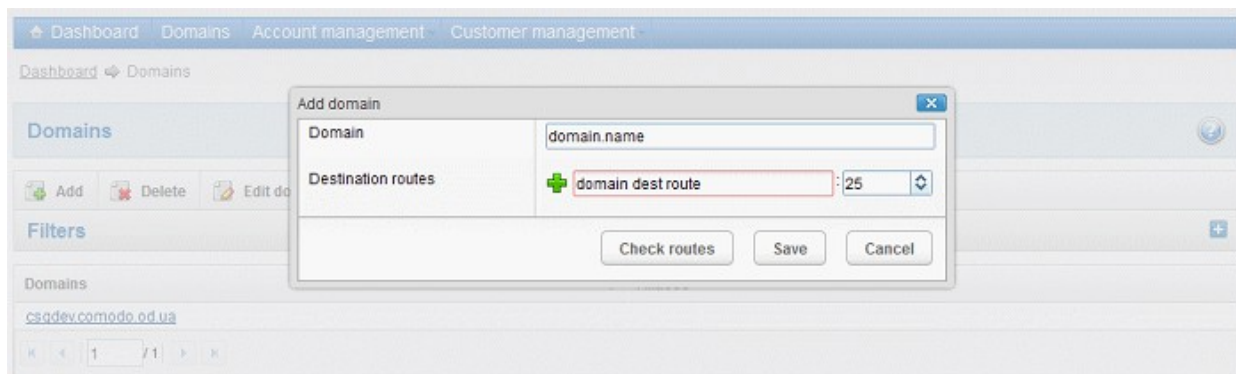 Dashboard Domains Account management Customer management
Dashboard Domains
Add domain
Domains
Domain
domain.name
Destination routes
domain dest route : 25
Add Delete Edit do
Filters
Check routes Save Cancel
Domains
csgdev.comodo.od.ua
1 / 1